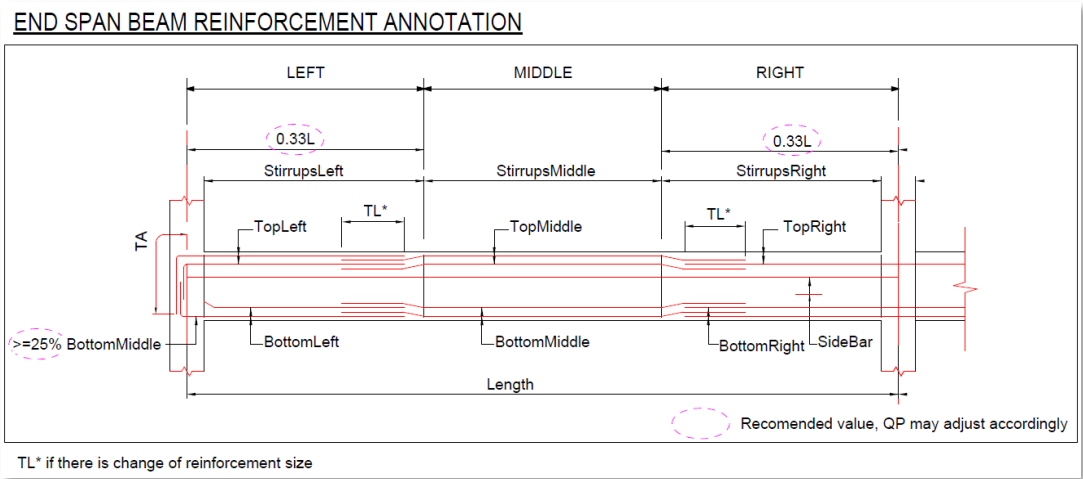 END SPAN BEAM REINFORCEMENT ANNOTATION
LEFT
MIDDLE
RIGHT
0.33L
0.33L
StirrupsLeft
StirrupsMiddle
StirrupsRight
TL*
TL*
TopLeft
TopMiddle
TopRight
TA
>=25% BottomMiddle
BottomLeft
BottomMiddle
BottomRight
SideBar
Length
Recomended value, QP may adjust accordingly
TL* if there is change of reinforcement size